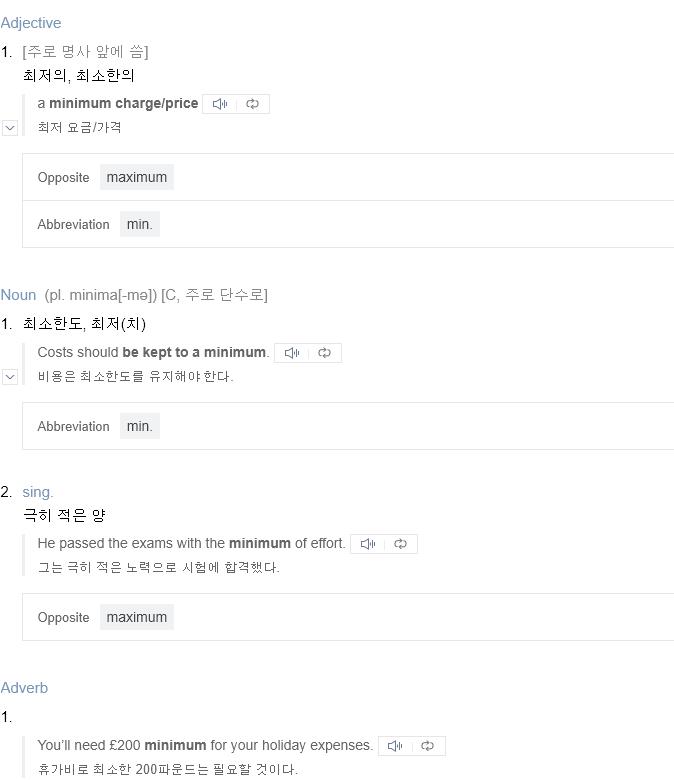 Adjective
1. [주로 명사 앞에 씀]
최저의, 최소한의
a minimum charge/price
최저 요금/가격
Opposite maximum
Abbreviation min.
Noun (pl. minima[-mə]) [C, 주로 단수로]
1. 최소한도, 최저(치)
Costs should be kept to a minimum.
비용은 최소한도를 유지해야 한다.
Abbreviation min.
2. sing.
극히 적은 양
He passed the exams with the minimum of effort.
그는 극히 적은 노력으로 시험에 합격했다.
Opposite maximum
Adverb
1.
You’ll need £200 minimum for your holiday expenses.
휴가비로 최소한 200파운드는 필요할 것이다.